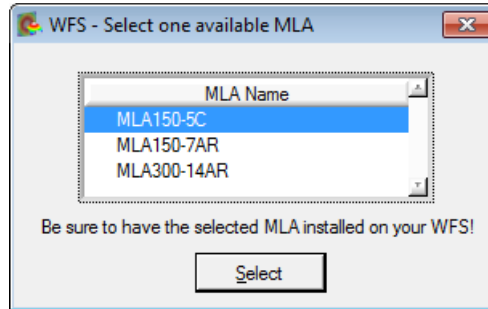 WFS - Select one available MLA
MLA Name
MLA150-5C
MLA150-7AR
MLA300-14AR
Be sure to have the selected MLA installed on your WFS!
Select